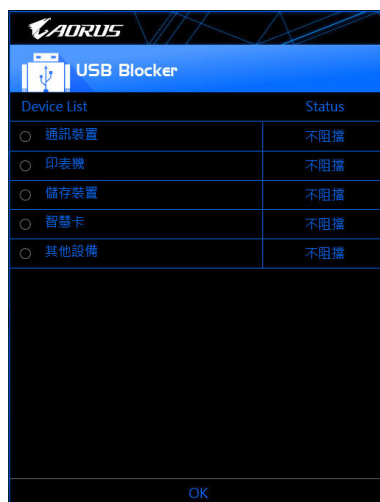 AORUS
USB Blocker
Device List Status
通訊裝置 不阻擋
印表機 不阻擋
儲存裝置 不阻擋
智慧卡 不阻擋
其他設備 不阻擋
OK